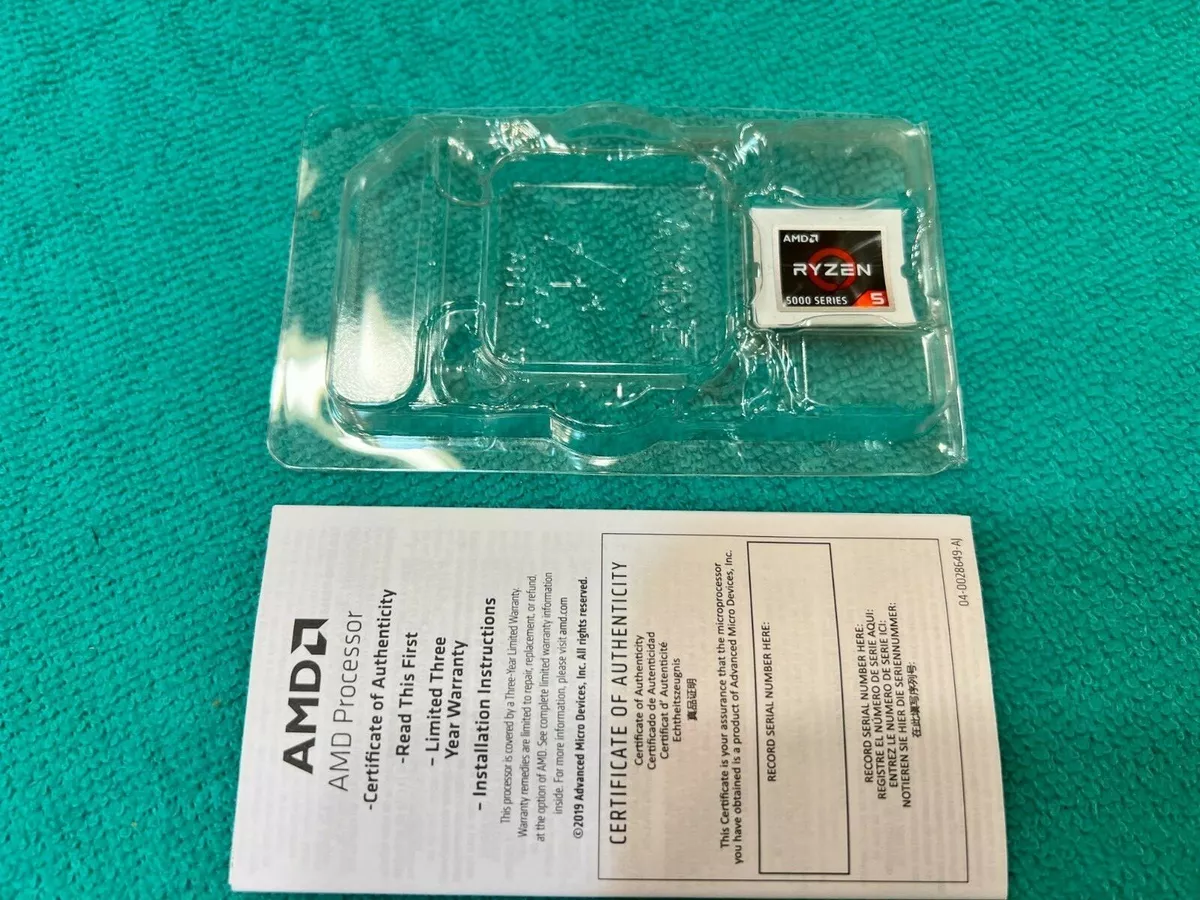 AMD
RYZEN
5000 SERIES
5
AMD
AMD Processor
-Certificate of Authenticity
-Read This First
- Limited Three
Year Warranty
- Installation Instructions
This processor is covered by a Three-Year Limited Warranty.
Warranty remedies are limited to repair, replacement, or refund,
at the option of AMD. See complete limited warranty information
inside. For more information, please visit amd.com
©2019 Advanced Micro Devices, Inc. All rights reserved.
CERTIFICATE OF AUTHENTICITY
Certificate of Authenticity
Certificado de Autenticidad
Certificat d' Autenticité
Echtheitszeugnis
真品证明
This Certificate is your assurance that the microprocessor
you have obtained is a product of Advanced Micro Devices, Inc.
RECORD SERIAL NUMBER HERE:
RECORD SERIAL NUMBER HERE:
REGISTRE EL NÚMERO DE SERIE AQUI:
ENTREZ LE NUMERO DE SERIE ICI:
NOTIEREN SIE HIER DIE SERIENNUMMER:
在此填写序列号:
04-0028649-AJ